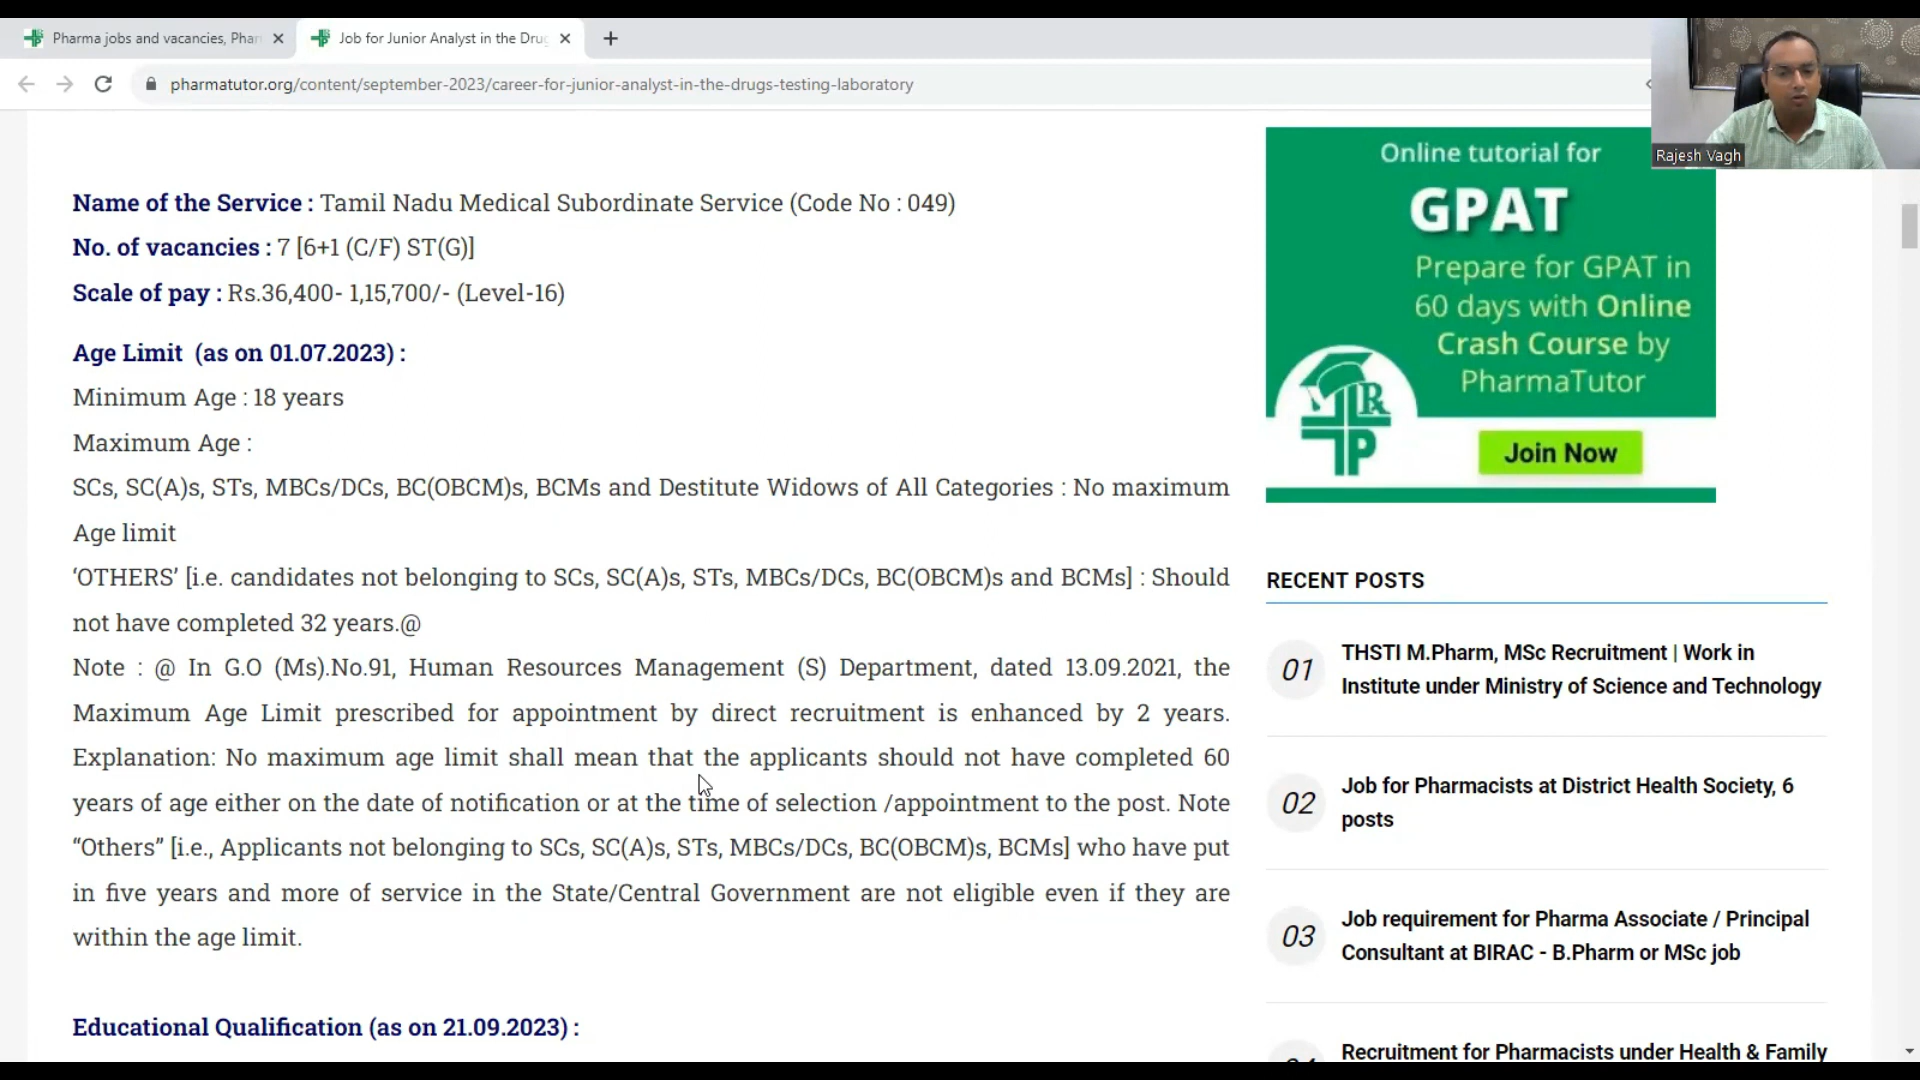 Pharma jobs and vacancies, Phar
Job for Junior Analyst in the Dru
pharmatutor.org/content/september-2023/career-for-junior-analyst-in-the-drugs-testing-laboratory
Rajesh Vagh
Name of the Service : Tamil Nadu Medical Subordinate Service (Code No : 049)
No. of vacancies : 7 [6+1 (C/F) ST(G)]
Scale of pay : Rs.36,400- 1,15,700/- (Level-16)
Age Limit (as on 01.07.2023) :
Minimum Age : 18 years
Maximum Age :
SCs, SC(A)s, STs, MBCs/DCs, BC(OBCM)s, BCMs and Destitute Widows of All Categories : No maximum
Age limit
‘OTHERS’ [i.e. candidates not belonging to SCs, SC(A)s, STs, MBCs/DCs, BC(OBCM)s and BCMs] : Should
not have completed 32 years.@
Note : @ In G.O (Ms).No.91, Human Resources Management (S) Department, dated 13.09.2021, the
Maximum Age Limit prescribed for appointment by direct recruitment is enhanced by 2 years.
Explanation: No maximum age limit shall mean that the applicants should not have completed 60
years of age either on the date of notification or at the time of selection /appointment to the post. Note
“Others” [i.e., Applicants not belonging to SCs, SC(A)s, STs, MBCs/DCs, BC(OBCM)s, BCMs] who have put
in five years and more of service in the State/Central Government are not eligible even if they are
within the age limit.
Educational Qualification (as on 21.09.2023) :
Online tutorial for
GPAT
Prepare for GPAT in
60 days with Online
Crash Course by
PharmaTutor
Join Now
RECENT POSTS
01
THSTI M.Pharm, MSc Recruitment | Work in
Institute under Ministry of Science and Technology
02
Job for Pharmacists at District Health Society, 6
posts
03
Job requirement for Pharma Associate / Principal
Consultant at BIRAC - B.Pharm or MSc job
Recruitment for Pharmacists under Health & Family